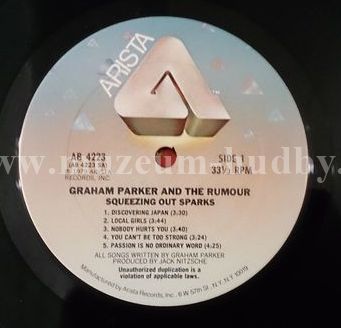 ARISTA
TM
AB 4223
(AB 4223 SA)
℗ 1979 ARISTA
RECORDS, INC.
SIDE 1
33⅓ RPM
www.muzeum-hudby.
GRAHAM PARKER AND THE RUMOUR
SQUEEZING OUT SPARKS
1. DISCOVERING JAPAN (3:30)
2. LOCAL GIRLS (3:44)
3. NOBODY HURTS YOU (3:40)
4. YOU CAN'T BE TOO STRONG (3:24)
5. PASSION IS NO ORDINARY WORD (4:25)
ALL SONGS WRITTEN BY GRAHAM PARKER
PRODUCED BY JACK NITZSCHE
Unauthorized duplication is a
violation of applicable laws.
Manufactured by Arista Records, Inc., 6 W 57th St., N.Y., N.Y. 10019